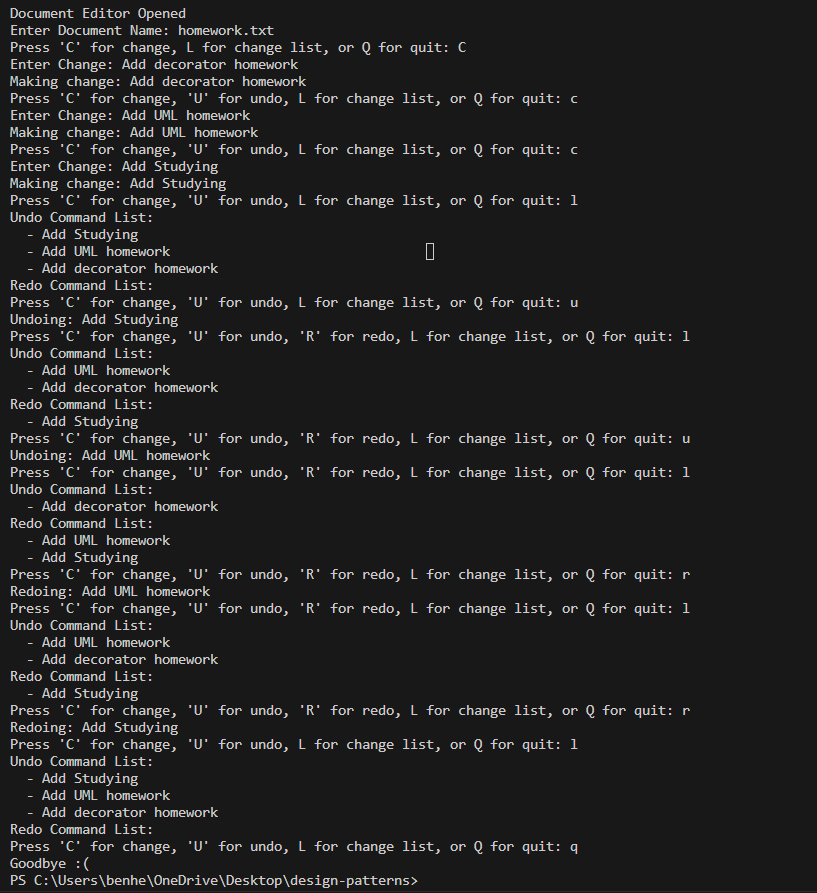 Document Editor Opened
Enter Document Name: homework.txt
Press 'C' for change, L for change list, or Q for quit: C
Enter Change: Add decorator homework
Making change: Add decorator homework
Press 'C' for change, 'U' for undo, L for change list, or Q for quit: c
Enter Change: Add UML homework
Making change: Add UML homework
Press 'C' for change, 'U' for undo, L for change list, or Q for quit: c
Enter Change: Add Studying
Making change: Add Studying
Press 'C' for change, 'U' for undo, L for change list, or Q for quit: l
Undo Command List:
  - Add Studying
  - Add UML homework
  - Add decorator homework
Redo Command List:
Press 'C' for change, 'U' for undo, L for change list, or Q for quit: u
Undoing: Add Studying
Press 'C' for change, 'U' for undo, 'R' for redo, L for change list, or Q for quit: l
Undo Command List:
  - Add UML homework
  - Add decorator homework
Redo Command List:
  - Add Studying
Press 'C' for change, 'U' for undo, 'R' for redo, L for change list, or Q for quit: u
Undoing: Add UML homework
Press 'C' for change, 'U' for undo, 'R' for redo, L for change list, or Q for quit: l
Undo Command List:
  - Add decorator homework
Redo Command List:
  - Add UML homework
  - Add Studying
Press 'C' for change, 'U' for undo, 'R' for redo, L for change list, or Q for quit: r
Redoing: Add UML homework
Press 'C' for change, 'U' for undo, 'R' for redo, L for change list, or Q for quit: l
Undo Command List:
  - Add UML homework
  - Add decorator homework
Redo Command List:
  - Add Studying
Press 'C' for change, 'U' for undo, 'R' for redo, L for change list, or Q for quit: r
Redoing: Add Studying
Press 'C' for change, 'U' for undo, L for change list, or Q for quit: l
Undo Command List:
  - Add Studying
  - Add UML homework
  - Add decorator homework
Redo Command List:
Press 'C' for change, 'U' for undo, L for change list, or Q for quit: q
Goodbye :(
PS C:\Users\benhe\OneDrive\Desktop\design-patterns>